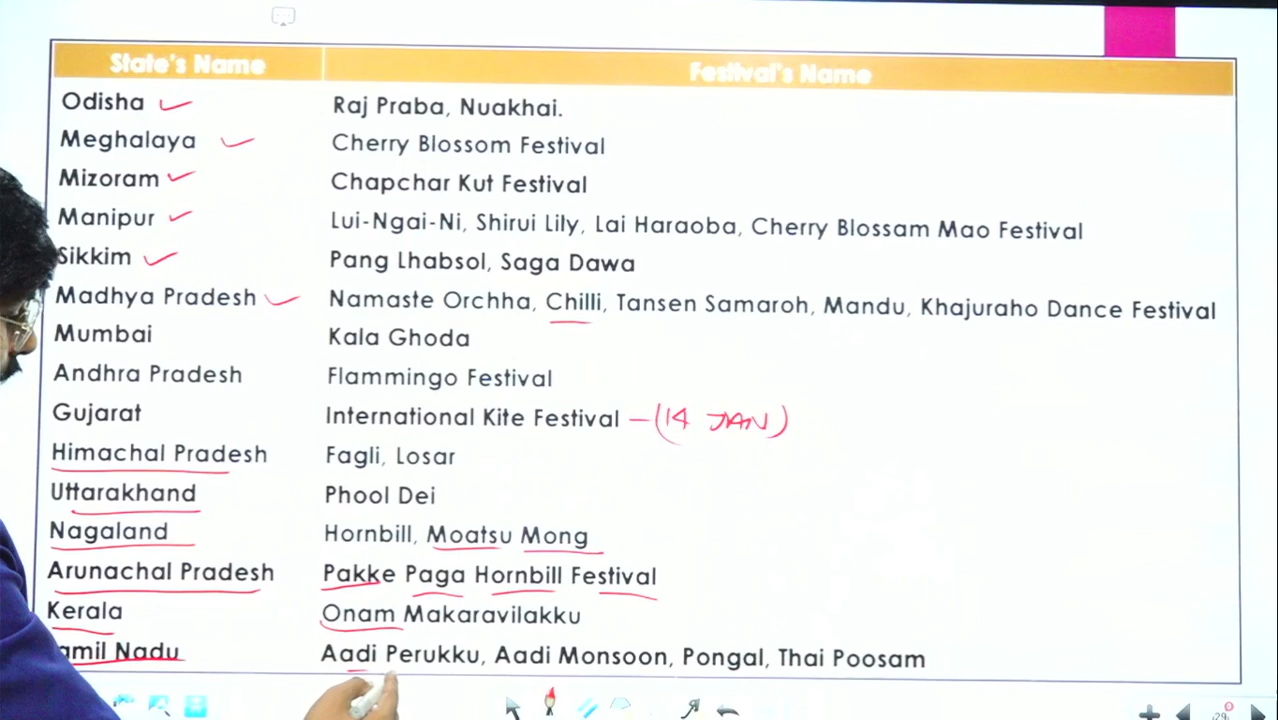 State's Name Festival's Name
Odisha Raj Praba, Nuakhai.
Meghalaya Cherry Blossom Festival
Mizoram Chapchar Kut Festival
Manipur Lui-Ngai-Ni, Shirui Lily, Lai Haraoba, Cherry Blossam Mao Festival
Sikkim Pang Lhabsol, Saga Dawa
Madhya Pradesh Namaste Orchha, Chilli, Tansen Samaroh, Mandu, Khajuraho Dance Festival
Mumbai Kala Ghoda
Andhra Pradesh Flammingo Festival
Gujarat International Kite Festival – (14 JAN)
Himachal Pradesh Fagli, Losar
Uttarakhand Phool Dei
Nagaland Hornbill, Moatsu Mong
Arunachal Pradesh Pakke Paga Hornbill Festival
Kerala Onam Makaravilakku
amil Nadu Aadi Perukku, Aadi Monsoon, Pongal, Thai Poosam